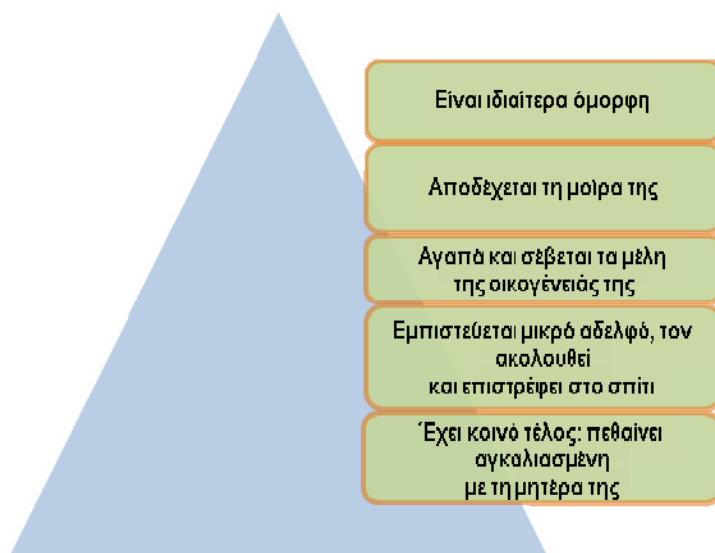 Είναι ιδιαίτερα όμορφη
Αποδέχεται τη μοίρα της
Αγαπά και σέβεται τα μέλη
της οικογένειάς της
Εμπιστεύεται μικρό αδελφό, τον
ακολουθεί
και επιστρέφει στο σπίτι
Έχει κοινό τέλος: πεθαίνει
αγκαλιασμένη
με τη μητέρα της